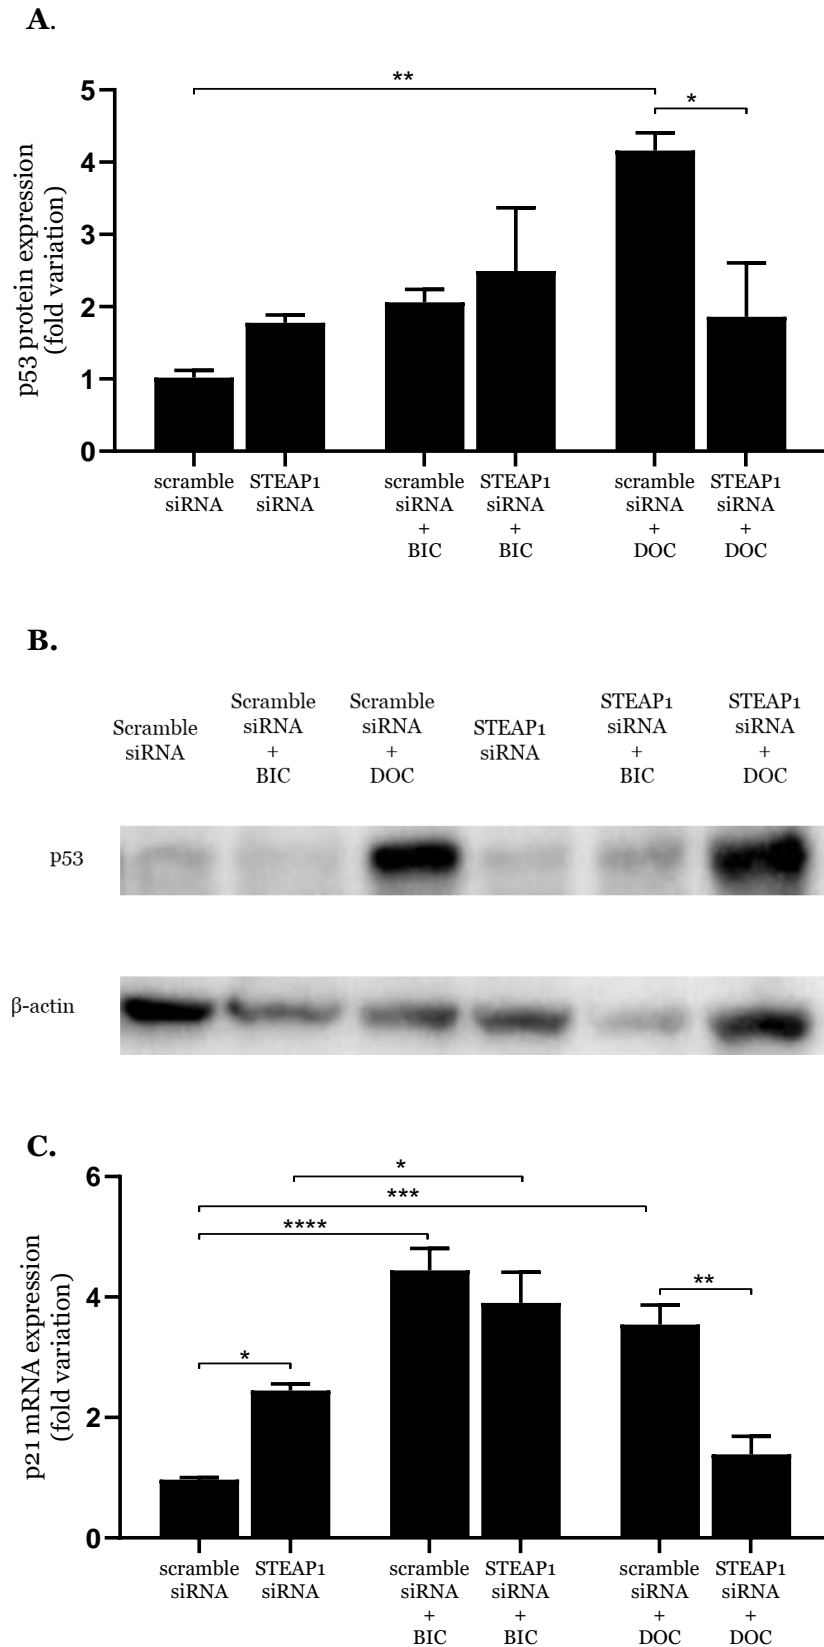 A.
**
*
5
4
3
2
1
0
p53 protein expression
(fold variation)
scramble
siRNA
STEAP1
siRNA
scramble
siRNA
+
BIC
STEAP1
siRNA
+
BIC
scramble
siRNA
+
DOC
STEAP1
siRNA
+
DOC
B.
Scramble
siRNA
Scramble
siRNA
+
BIC
Scramble
siRNA
+
DOC
STEAP1
siRNA
STEAP1
siRNA
+
BIC
STEAP1
siRNA
+
DOC
p53
β-actin
C.
*
***
****
**
*
6
4
2
0
p21 mRNA expression
(fold variation)
scramble
siRNA
STEAP1
siRNA
scramble
siRNA
+
BIC
STEAP1
siRNA
+
BIC
scramble
siRNA
+
DOC
STEAP1
siRNA
+
DOC